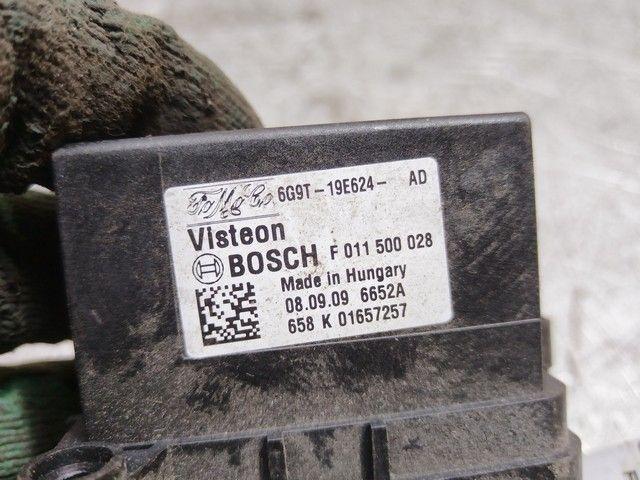 FoMoCo 6G9T-19E624- AD
Visteon
BOSCH F 011 500 028
Made in Hungary
08.09.09 6652A
658 K 01657257